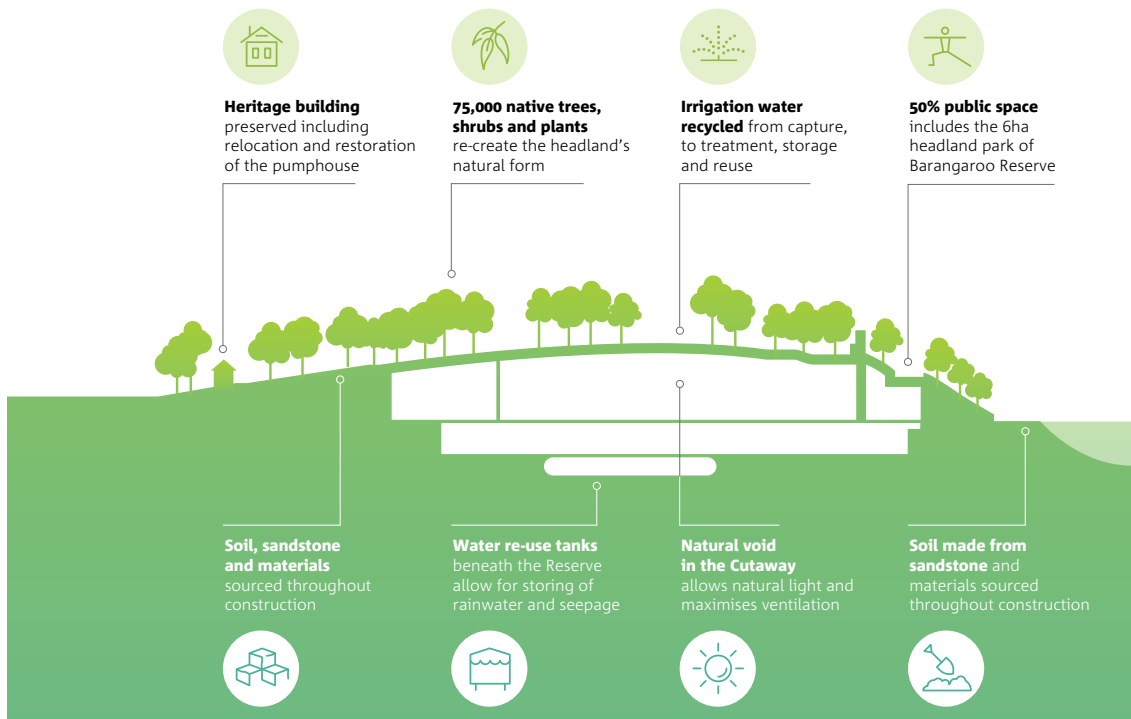 Heritage building
preserved including
relocation and restoration
of the pumphouse
75,000 native trees,
shrubs and plants
re-create the headland's
natural form
Irrigation water
recycled from capture,
to treatment, storage
and reuse
50% public space
includes the 6ha
headland park of
Barangaroo Reserve
Soil, sandstone
and materials
sourced throughout
construction
Water re-use tanks
beneath the Reserve
allow for storing of
rainwater and seepage
Natural void
in the Cutaway
allows natural light and
maximises ventilation
Soil made from
sandstone and
materials sourced
throughout construction